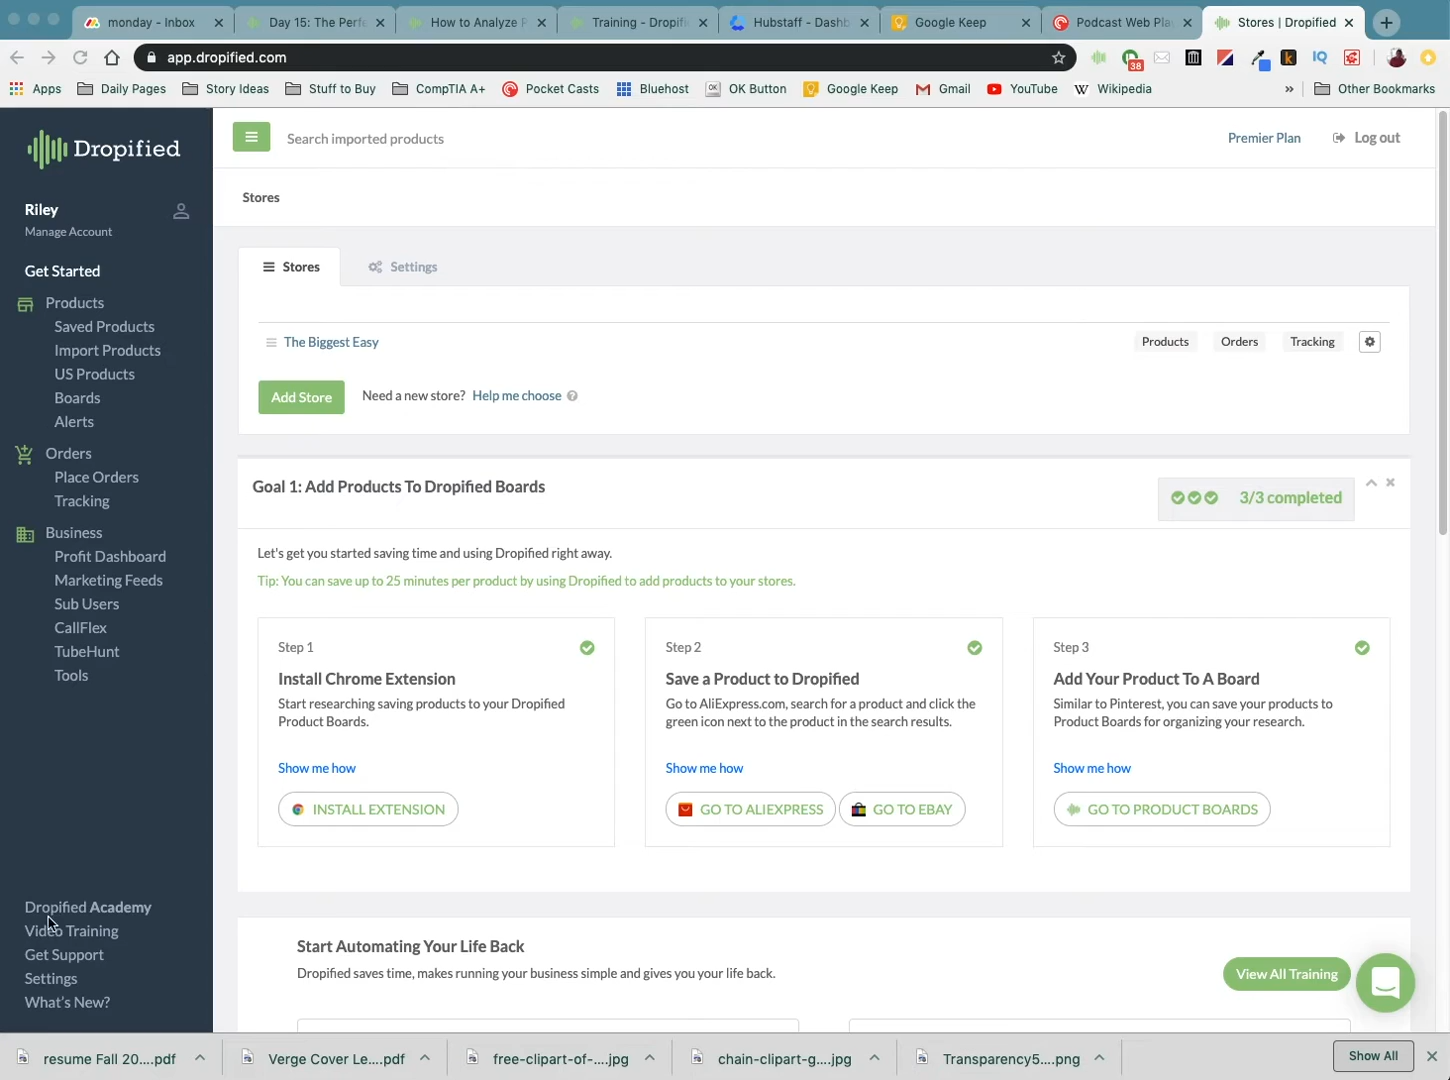 monday - Inbox
Day 15: The Perfe
How to Analyze P
Training - Dropifie
Hubstaff - Dashb
Google Keep
Podcast Web Play
Stores | Dropified
app.dropified.com
38
IQ
Apps
Daily Pages
Story Ideas
Stuff to Buy
CompTIA A+
Pocket Casts
Bluehost
OK Button
Google Keep
Gmail
YouTube
Wikipedia
»
Other Bookmarks
Dropified
Search imported products
Premier Plan
Log out
Riley
Manage Account
Stores
Get Started
Products
Saved Products
Import Products
US Products
Boards
Alerts
Orders
Place Orders
Tracking
Business
Profit Dashboard
Marketing Feeds
Sub Users
CallFlex
TubeHunt
Tools
Dropified Academy
Video Training
Get Support
Settings
What's New?
Stores
Settings
The Biggest Easy
Products
Orders
Tracking
Add Store
Need a new store? Help me choose
Goal 1: Add Products To Dropified Boards
3/3 completed
Let's get you started saving time and using Dropified right away.
Tip: You can save up to 25 minutes per product by using Dropified to add products to your stores.
Step 1
Install Chrome Extension
Start researching saving products to your Dropified
Product Boards.
Show me how
INSTALL EXTENSION
Step 2
Save a Product to Dropified
Go to AliExpress.com, search for a product and click the
green icon next to the product in the search results.
Show me how
GO TO ALIEXPRESS
GO TO EBAY
Step 3
Add Your Product To A Board
Similar to Pinterest, you can save your products to
Product Boards for organizing your research.
Show me how
GO TO PRODUCT BOARDS
Start Automating Your Life Back
Dropified saves time, makes running your business simple and gives you your life back.
View All Training
resume Fall 20....pdf
Verge Cover Le....pdf
free-clipart-of-....jpg
chain-clipart-g....jpg
Transparency5....png
Show All